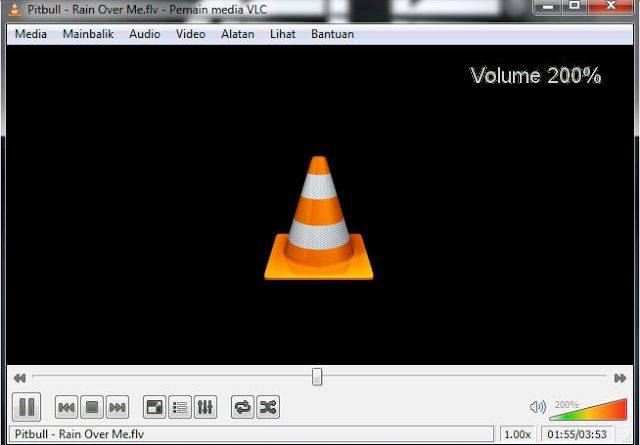 Pitbull - Rain Over Me.flv - Pemain media VLC
Media Mainbalik Audio Video Alatan Lihat Bantuan
Volume 200%
200%
Pitbull - Rain Over Me.flv 1.00x 01:55/03:53